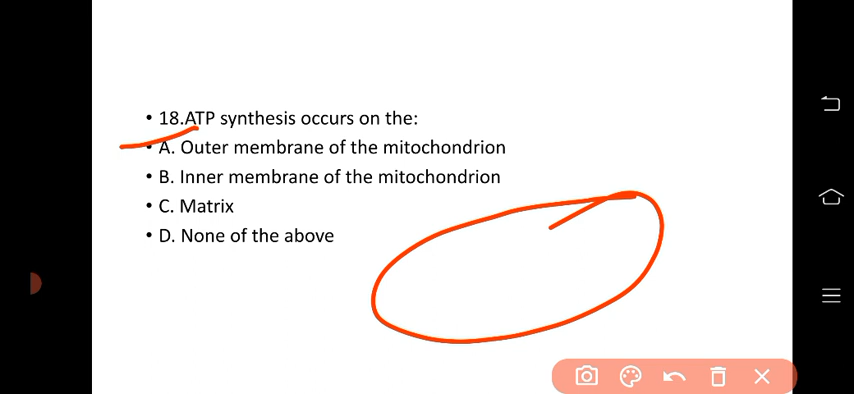 • 18.ATP synthesis occurs on the:
• A. Outer membrane of the mitochondrion
• B. Inner membrane of the mitochondrion
• C. Matrix
• D. None of the above